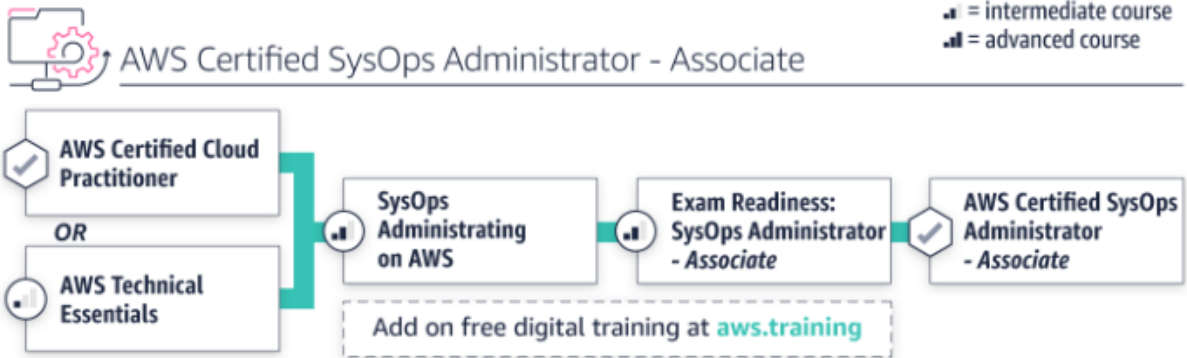 = intermediate course
= advanced course
AWS Certified SysOps Administrator - Associate
AWS Certified Cloud
Practitioner
OR
AWS Technical
Essentials
SysOps
Administrating
on AWS
Exam Readiness:
SysOps Administrator
- Associate
AWS Certified SysOps
Administrator
- Associate
Add on free digital training at aws.training